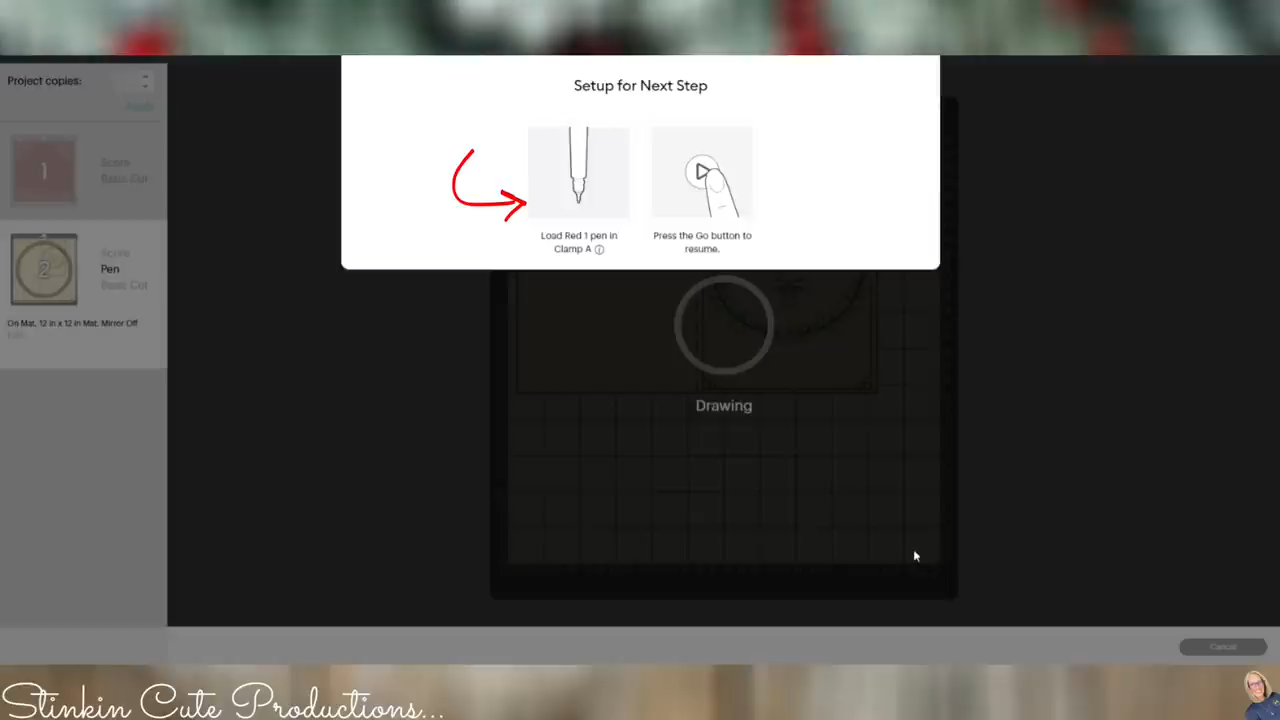 Setup for Next Step
Project copies:
1
Score
Basic Cut
Load Red 1 pen in
Clamp A
Press the Go button to
resume.
2
Score
Pen
Basic Cut
On Mat, 12 in x 12 in Mat, Mirror Off
Drawing
Cancel
Stinkin Cute Productions...